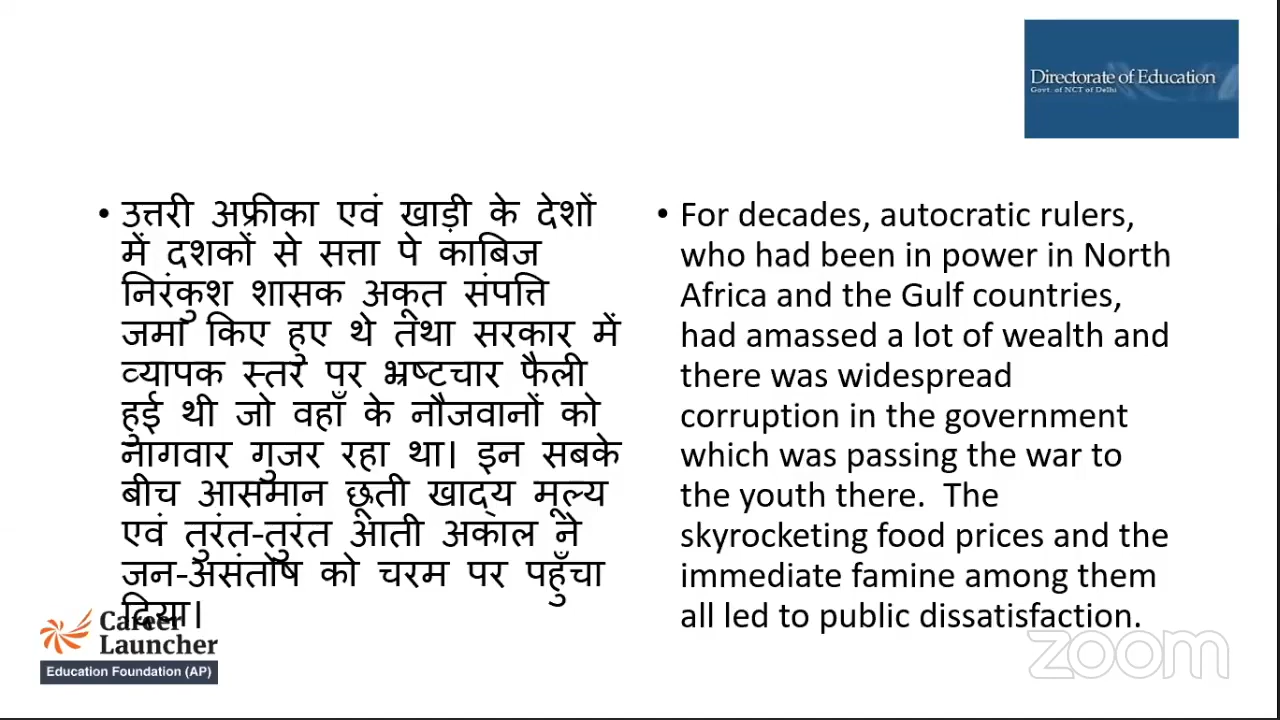 Directorate of Education
Govt. of NCT of Delhi
• उत्तरी अफ्रीका एवं खाड़ी के देशों
में दशकों से सत्ता पे काबिज
निरंकुश शासक अकूत संपत्ति
जमा किए हुए थे तथा सरकार में
व्यापक स्तर पर भ्रष्टचार फैली
हुई थी जो वहाँ के नौजवानों को
नागवार गुजर रहा था। इन सबके
बीच आसमान छूती खाद्य मूल्य
एवं तुरंत-तुरंत आती अकाल ने
जन-असंतोष को चरम पर पहुँचा
दिया।
• For decades, autocratic rulers,
who had been in power in North
Africa and the Gulf countries,
had amassed a lot of wealth and
there was widespread
corruption in the government
which was passing the war to
the youth there. The
skyrocketing food prices and the
immediate famine among them
all led to public dissatisfaction.
Career
Launcher
Education Foundation (AP)
zoom